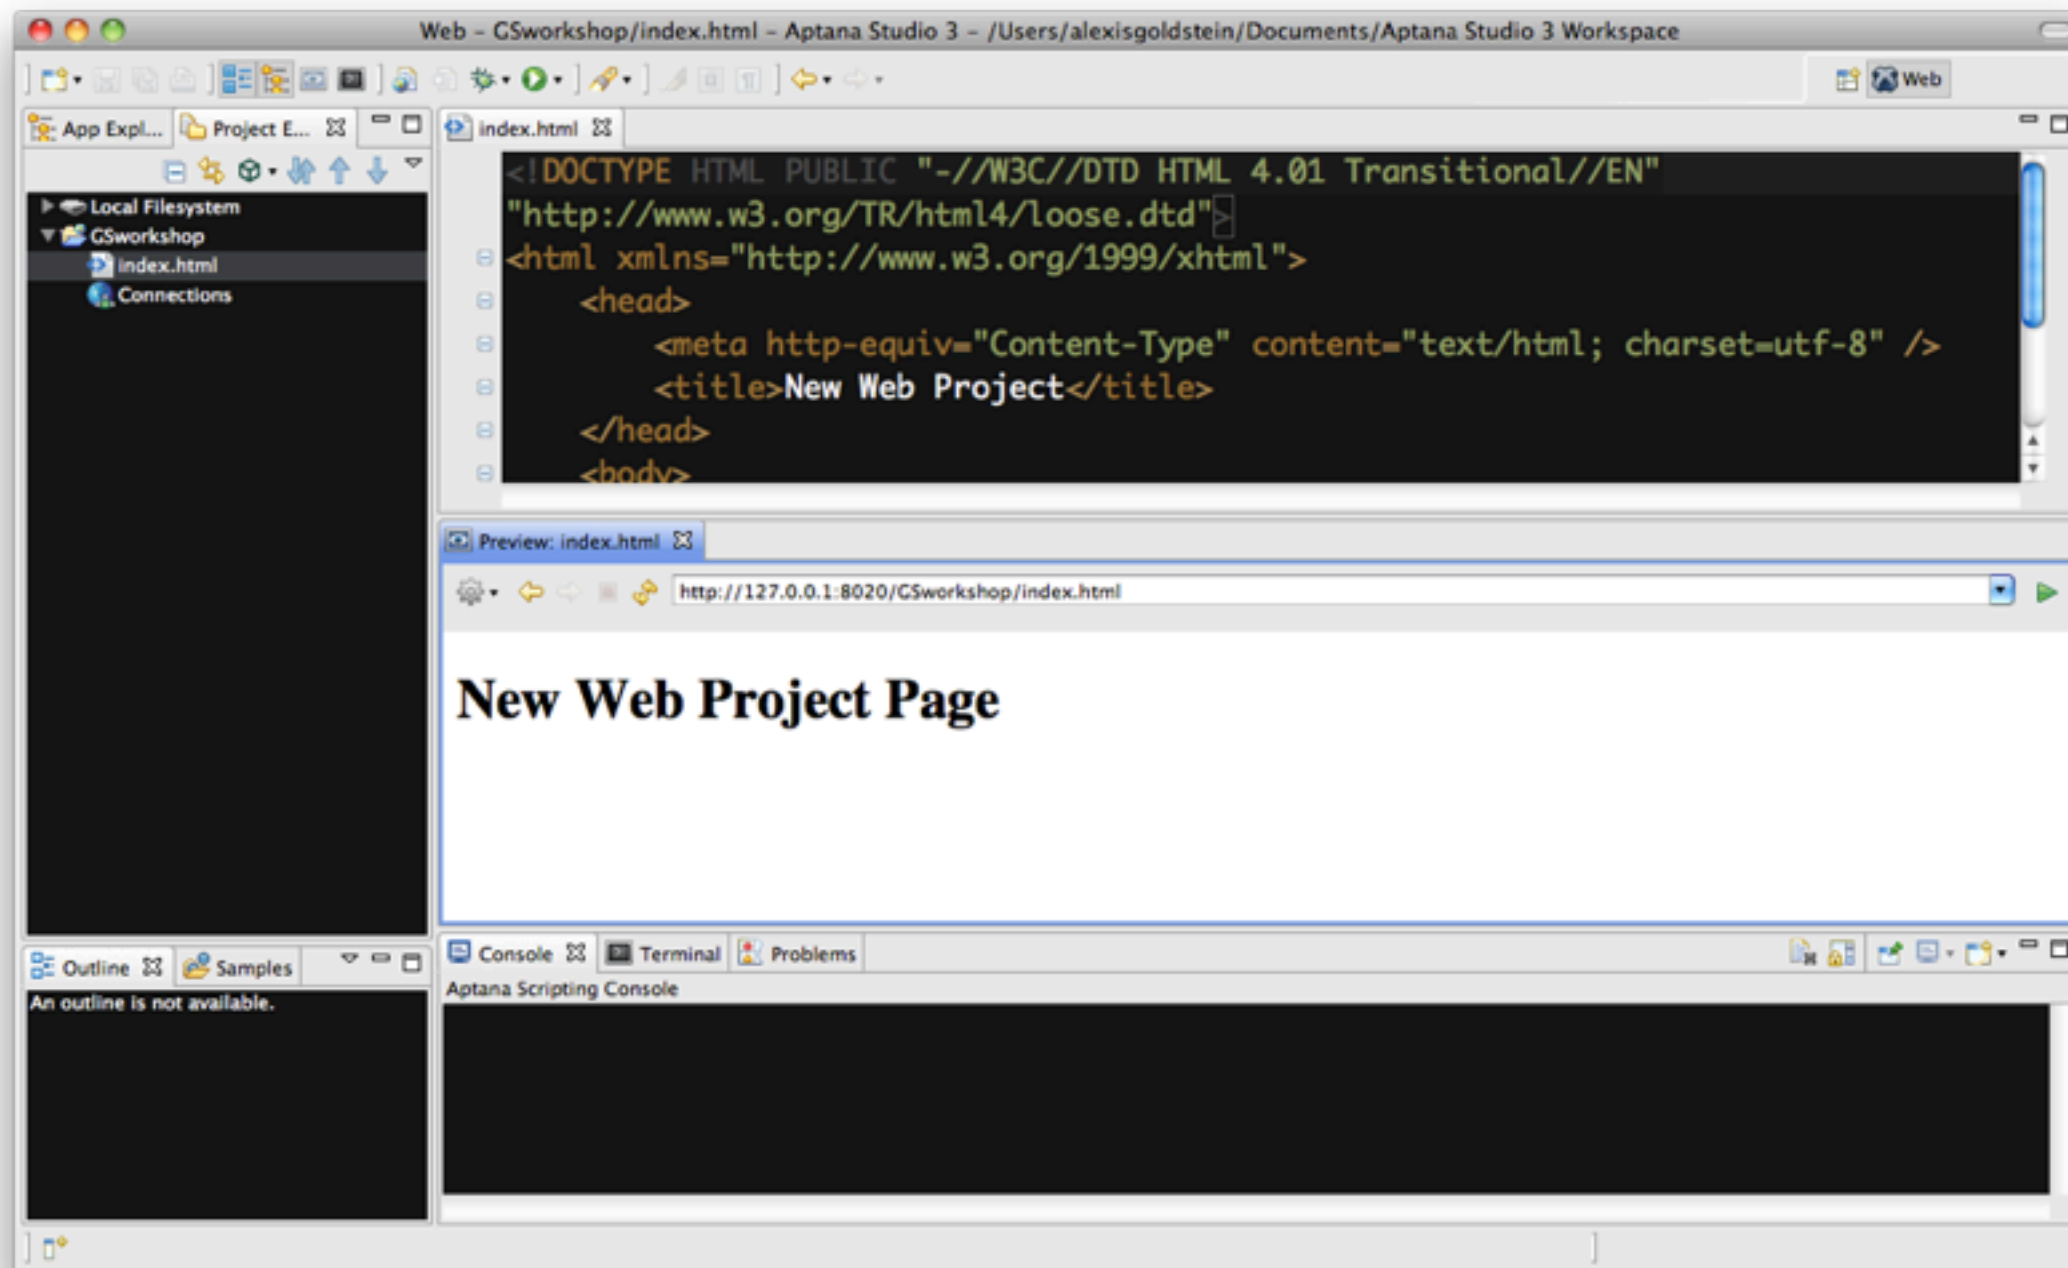 Web – GSworkshop/index.html – Aptana Studio 3 – /Users/alexisgoldstein/Documents/Aptana Studio 3 Workspace
Web
App Expl...
Project E...
Local Filesystem
GSworkshop
index.html
Connections
index.html
<!DOCTYPE HTML PUBLIC "-//W3C//DTD HTML 4.01 Transitional//EN"
"http://www.w3.org/TR/html4/loose.dtd">
<html xmlns="http://www.w3.org/1999/xhtml">
<head>
<meta http-equiv="Content-Type" content="text/html; charset=utf-8" />
<title>New Web Project</title>
</head>
<body>
Preview: index.html
http://127.0.0.1:8020/GSworkshop/index.html
New Web Project Page
Outline
Samples
An outline is not available.
Console
Terminal
Problems
Aptana Scripting Console